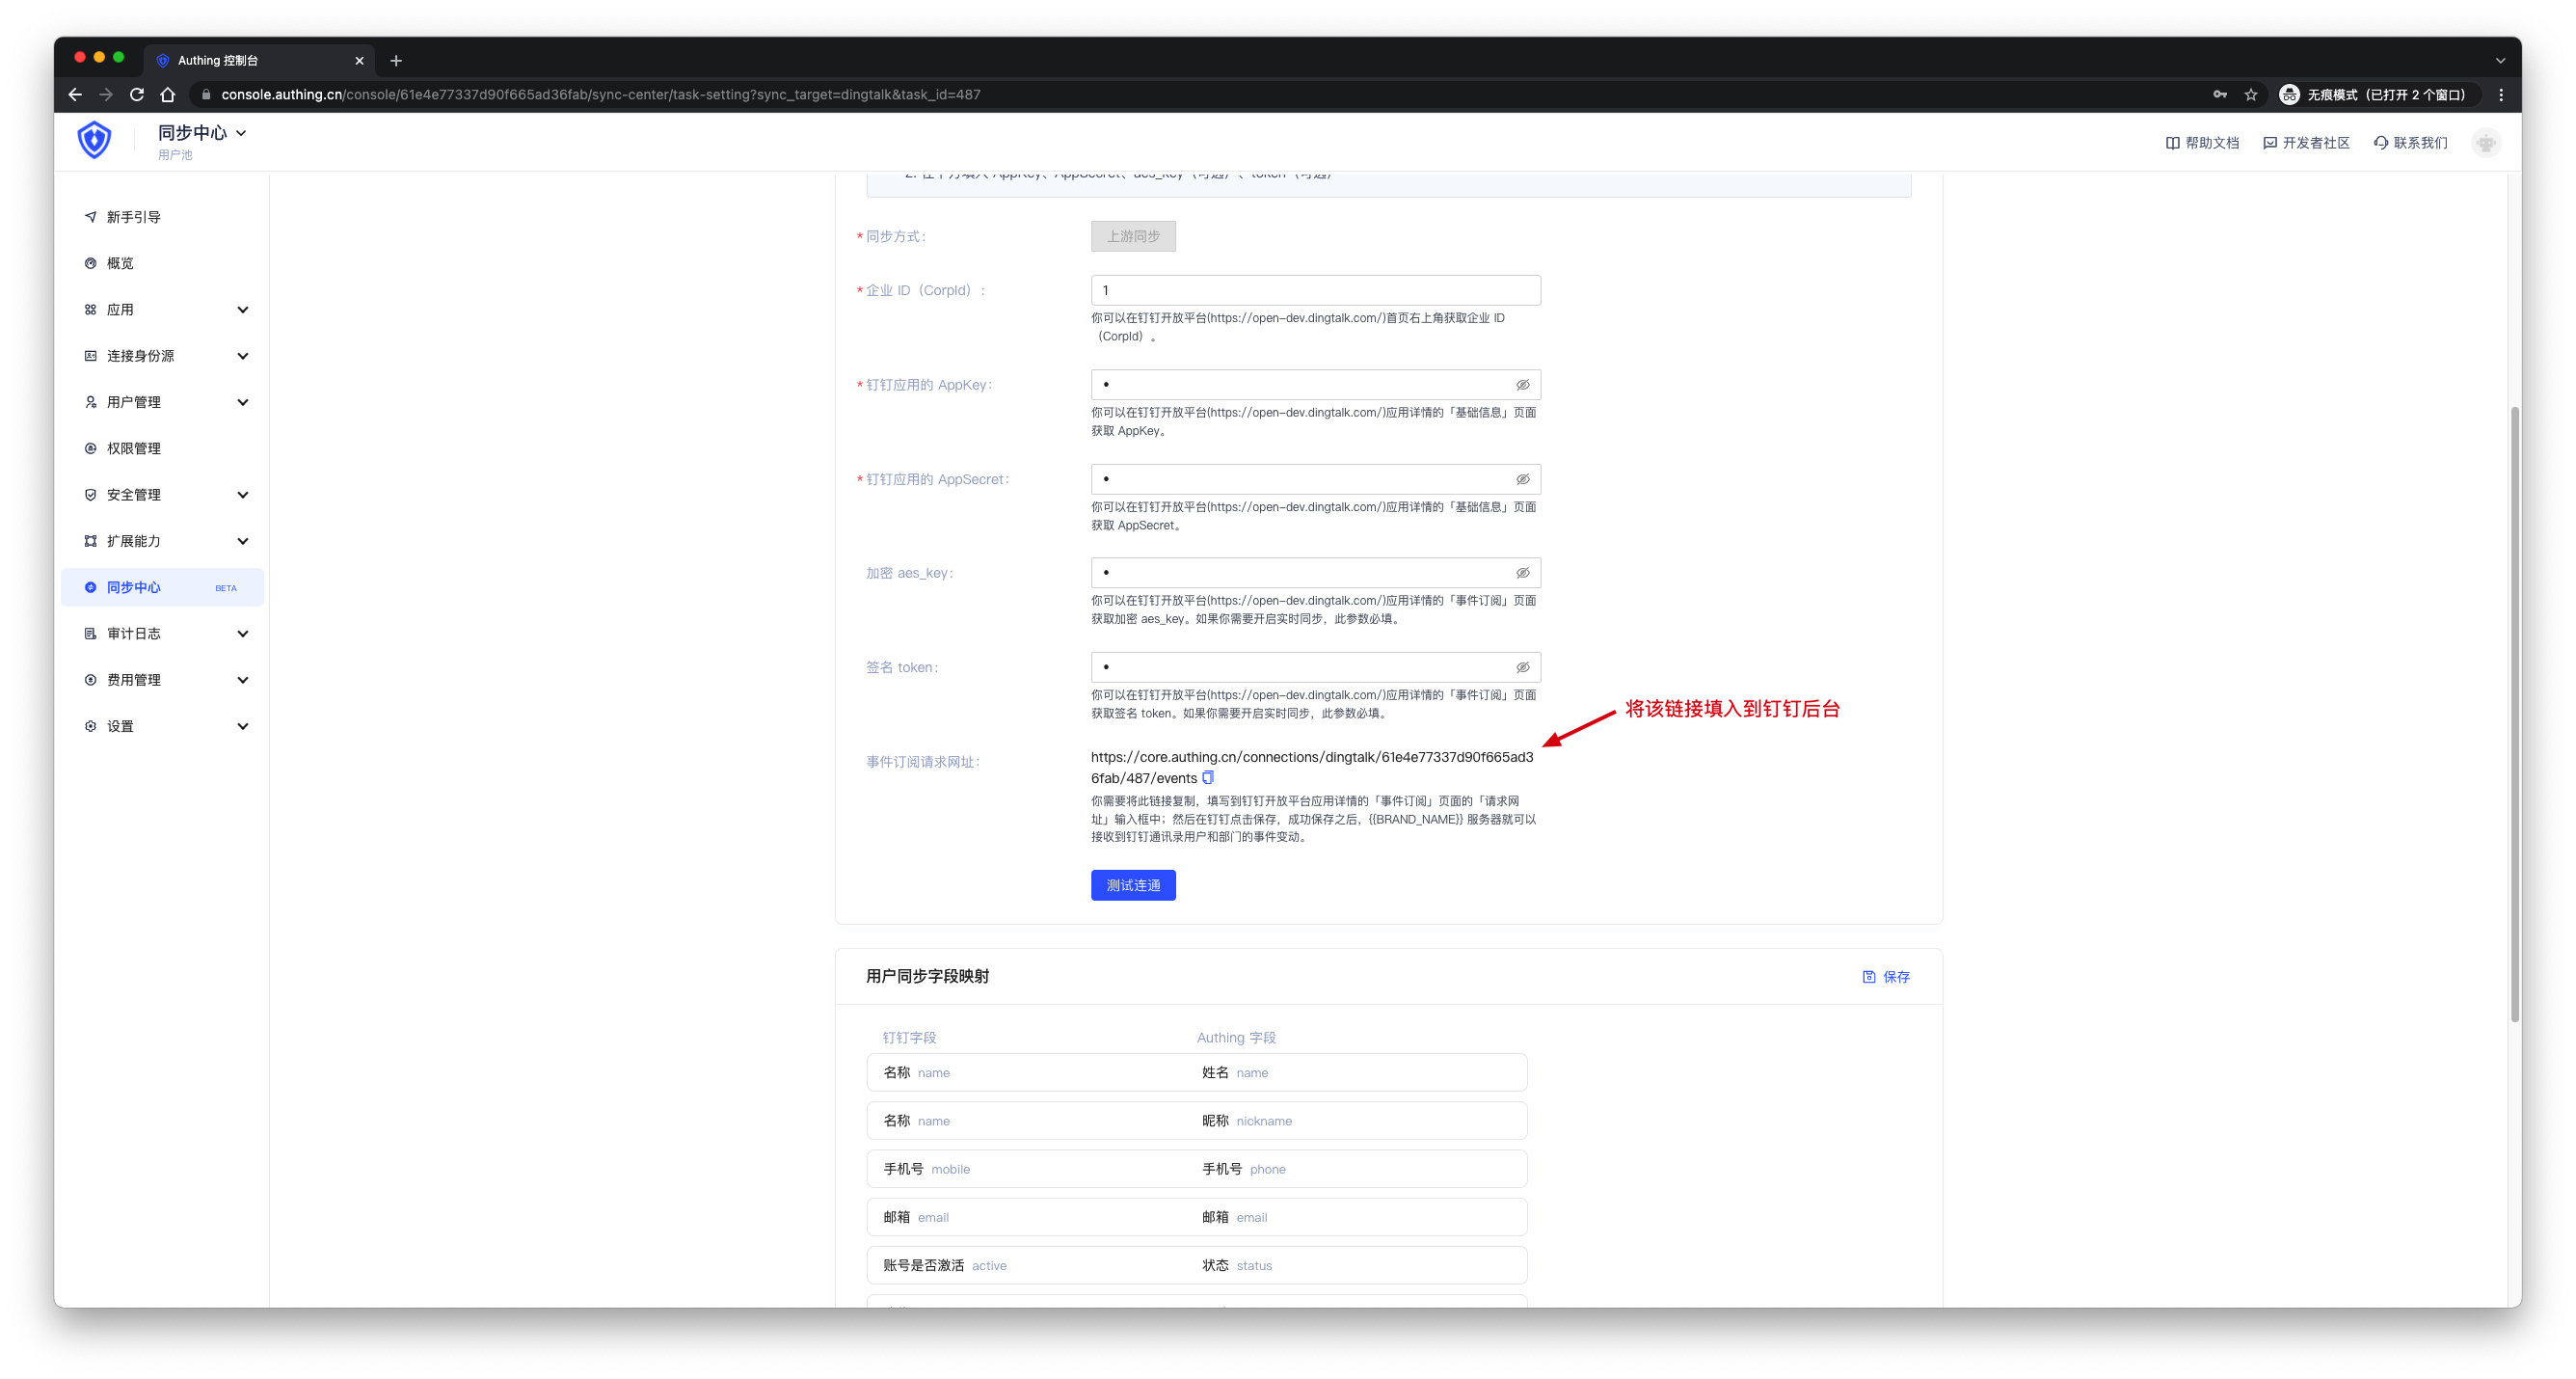 Authing 控制台
console.authing.cn/console/61e4e77337d90f665ad36fab/sync-center/task-setting?sync_target=dingtalk&task_id=487
无痕模式（已打开 2 个窗口）
同步中心
用户池
帮助文档
开发者社区
联系我们
新手引导
概览
应用
连接身份源
用户管理
权限管理
安全管理
扩展能力
同步中心 BETA
审计日志
费用管理
设置
2. 在下方填入 AppKey、AppSecret、aes_key（可选）、token（可选）
* 同步方式：
上游同步
* 企业 ID（CorpId）：
1
你可以在钉钉开放平台(https://open-dev.dingtalk.com/)首页右上角获取企业 ID
（CorpId）。
* 钉钉应用的 AppKey：
你可以在钉钉开放平台(https://open-dev.dingtalk.com/)应用详情的「基础信息」页面
获取 AppKey。
* 钉钉应用的 AppSecret：
你可以在钉钉开放平台(https://open-dev.dingtalk.com/)应用详情的「基础信息」页面
获取 AppSecret。
加密 aes_key：
你可以在钉钉开放平台(https://open-dev.dingtalk.com/)应用详情的「事件订阅」页面
获取加密 aes_key。如果你需要开启实时同步，此参数必填。
签名 token：
你可以在钉钉开放平台(https://open-dev.dingtalk.com/)应用详情的「事件订阅」页面
获取签名 token。如果你需要开启实时同步，此参数必填。
将该链接填入到钉钉后台
事件订阅请求网址：
https://core.authing.cn/connections/dingtalk/61e4e77337d90f665ad3
6fab/487/events
你需要将此链接复制，填写到钉钉开放平台应用详情的「事件订阅」页面的「请求网
址」输入框中；然后在钉钉点击保存，成功保存之后，{{BRAND_NAME}} 服务器就可以
接收到钉钉通讯录用户和部门的事件变动。
测试连通
用户同步字段映射
保存
钉钉字段 Authing 字段
名称 name 姓名 name
名称 name 昵称 nickname
手机号 mobile 手机号 phone
邮箱 email 邮箱 email
账号是否激活 active 状态 status